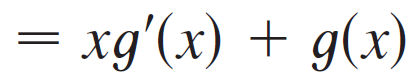 = xg′(x) + g(x)